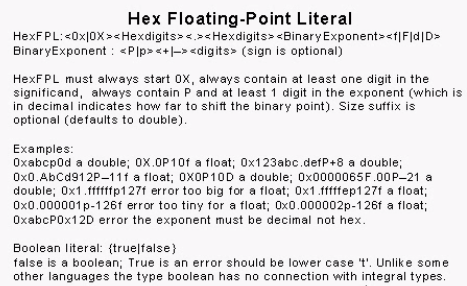 Hex Floating-Point Literal
HexFPL:<0x|0X><Hexdigits><.><Hexdigits><BinaryExponent><f|F|d|D>
BinaryExponent : <P|p><+|–><digits> (sign is optional)
HexFPL must always start 0X, always contain at least one digit in the
significand, always contain P and at least 1 digit in the exponent (which is
in decimal indicates how far to shift the binary point). Size suffix is
optional (defaults to double).
Examples:
0xabcp0d a double; 0X.0P10f a float; 0x123abc.defP+8 a double;
0x0.AbCd912P–11f a float; 0X0P10D a double; 0x0000065F.00P–21 a
double; 0x1.ffffffp127f error too big for a float; 0x1.fffffep127f a float;
0x0.000001p-126f error too tiny for a float; 0x0.000002p-126f a float;
0xabcP0x12D error the exponent must be decimal not hex.
Boolean literal: {true|false}
false is a boolean; True is an error should be lower case 't'. Unlike some
other languages the type boolean has no connection with integral types.